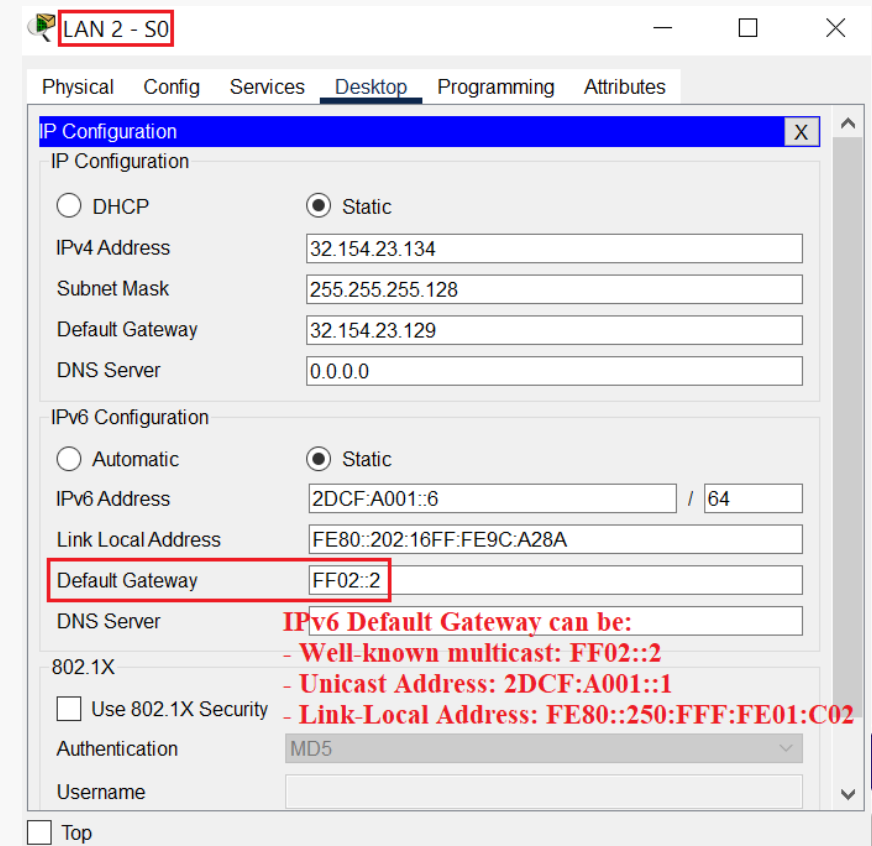 LAN 2 - S0
Physical Config Services Desktop Programming Attributes
IP Configuration X
IP Configuration
DHCP Static
IPv4 Address 32.154.23.134
Subnet Mask 255.255.255.128
Default Gateway 32.154.23.129
DNS Server 0.0.0.0
IPv6 Configuration
Automatic Static
IPv6 Address 2DCF:A001::6 / 64
Link Local Address FE80::202:16FF:FE9C:A28A
Default Gateway FF02::2
DNS Server
IPv6 Default Gateway can be:
- Well-known multicast: FF02::2
802.1X
- Unicast Address: 2DCF:A001::1
Use 802.1X Security
- Link-Local Address: FE80::250:FFF:FE01:C02
Authentication MD5
Username
Top